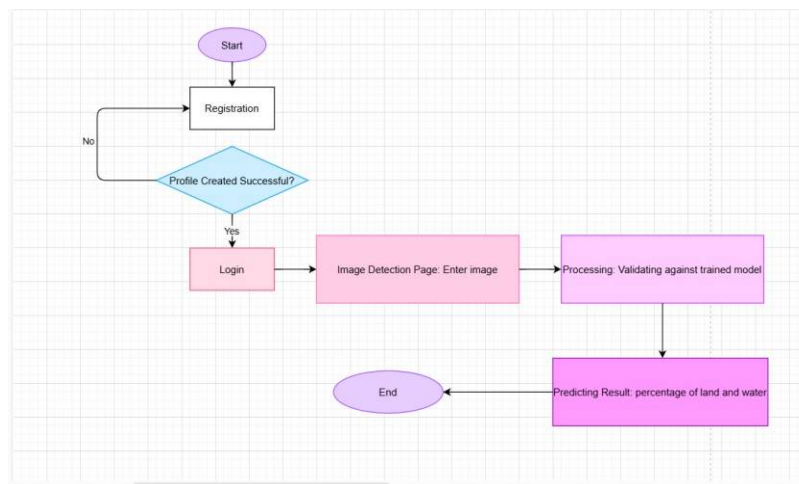 Start
Registration
No
Profile Created Successful?
Yes
Login
Image Detection Page: Enter image
Processing: Validating against trained model
End
Predicting Result: percentage of land and water